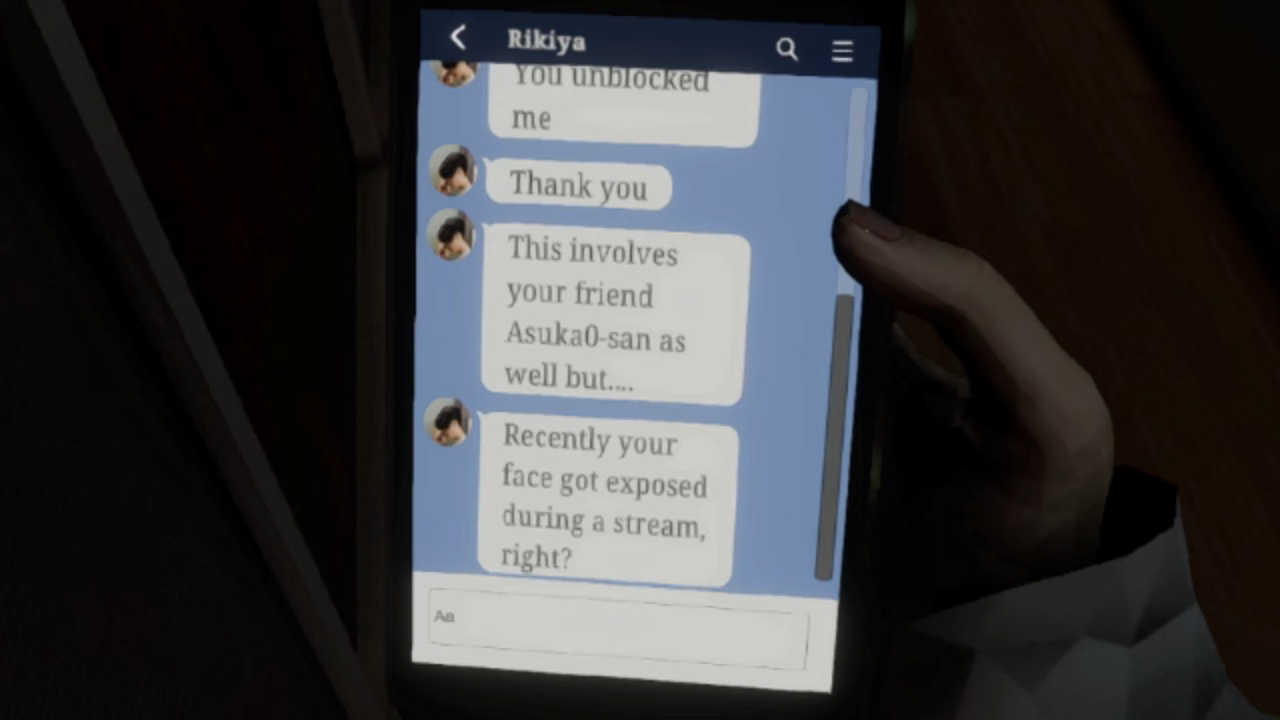 Rikiya
You unblocked
me
Thank you
This involves
your friend
Asuka0-san as
well but....
Recently your
face got exposed
during a stream,
right?
Aa